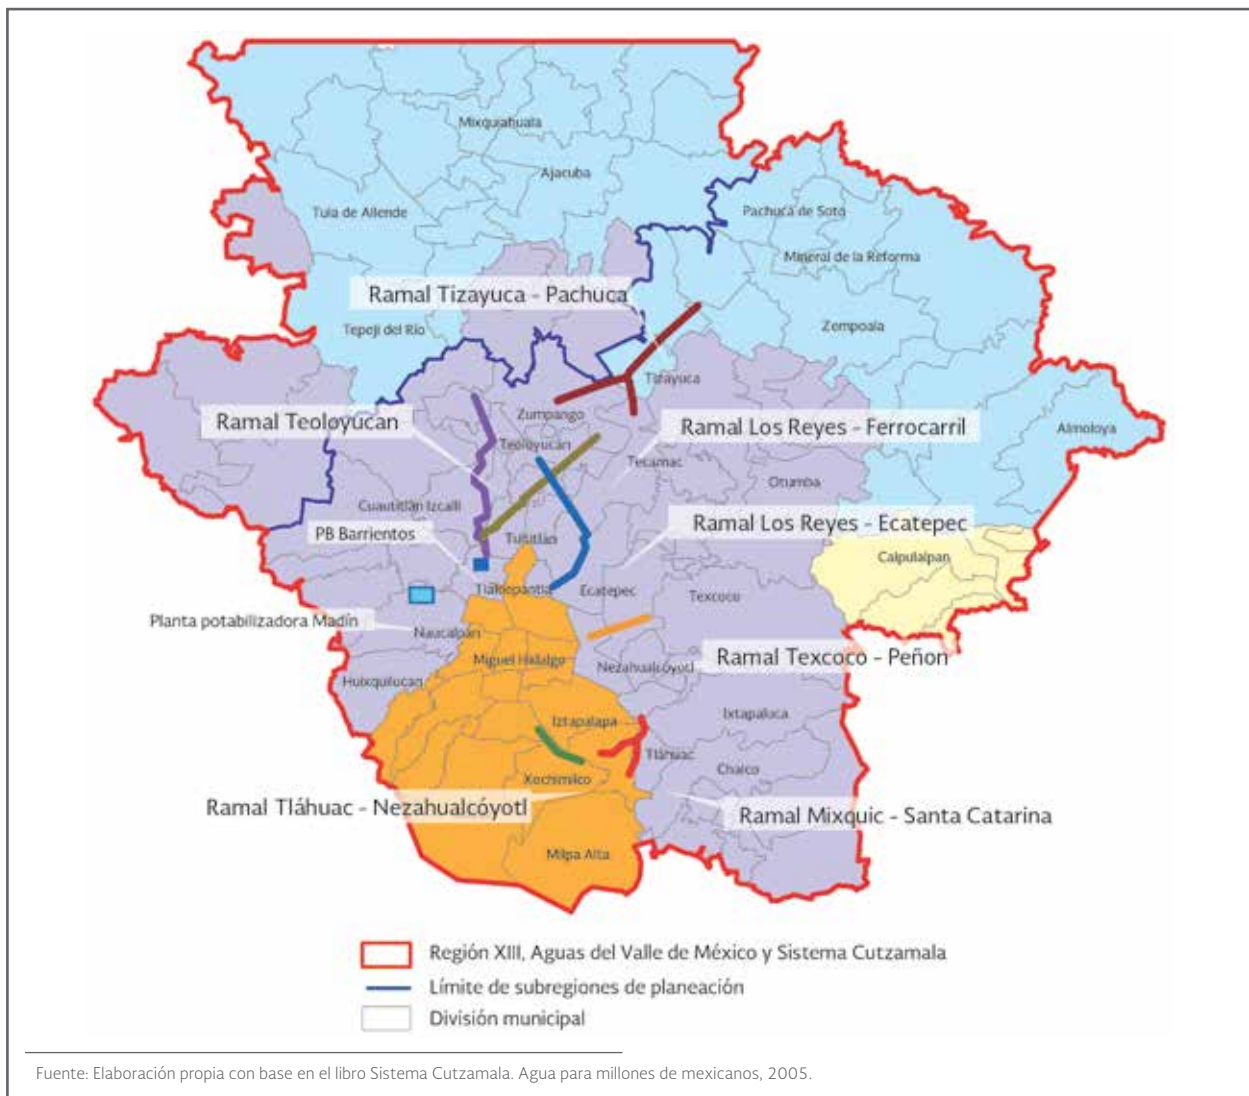 Mixquiahuala
Ajacuba
Tula de Allende
Pachuca de Soto
Mineral de la Reforma
Ramal Tizayuca - Pachuca
Tepeji del Río
Zempoala
Tizayuca
Zumpango
Ramal Teoloyucan
Ramal Los Reyes - Ferrocarril
Almoloya
Teoloyucan
Tecamac
Otumba
Cuautitlán Izcalli
Ramal Los Reyes - Ecatepec
PB Barrientos
Tultitlán
Calpulalpan
Tlalnepantla
Ecatepec
Texcoco
Planta potabilizadora Madín
Naucalpan
Miguel Hidalgo
Nezahualcóyotl
Ramal Texcoco - Peñon
Huixquilucan
Iztapalapa
Ixtapaluca
Tláhuac
Chalco
Xochimilco
Ramal Tláhuac - Nezahualcóyotl
Ramal Mixquic - Santa Catarina
Milpa Alta
Región XIII, Aguas del Valle de México y Sistema Cutzamala
Límite de subregiones de planeación
División municipal
Fuente: Elaboración propia con base en el libro Sistema Cutzamala. Agua para millones de mexicanos, 2005.